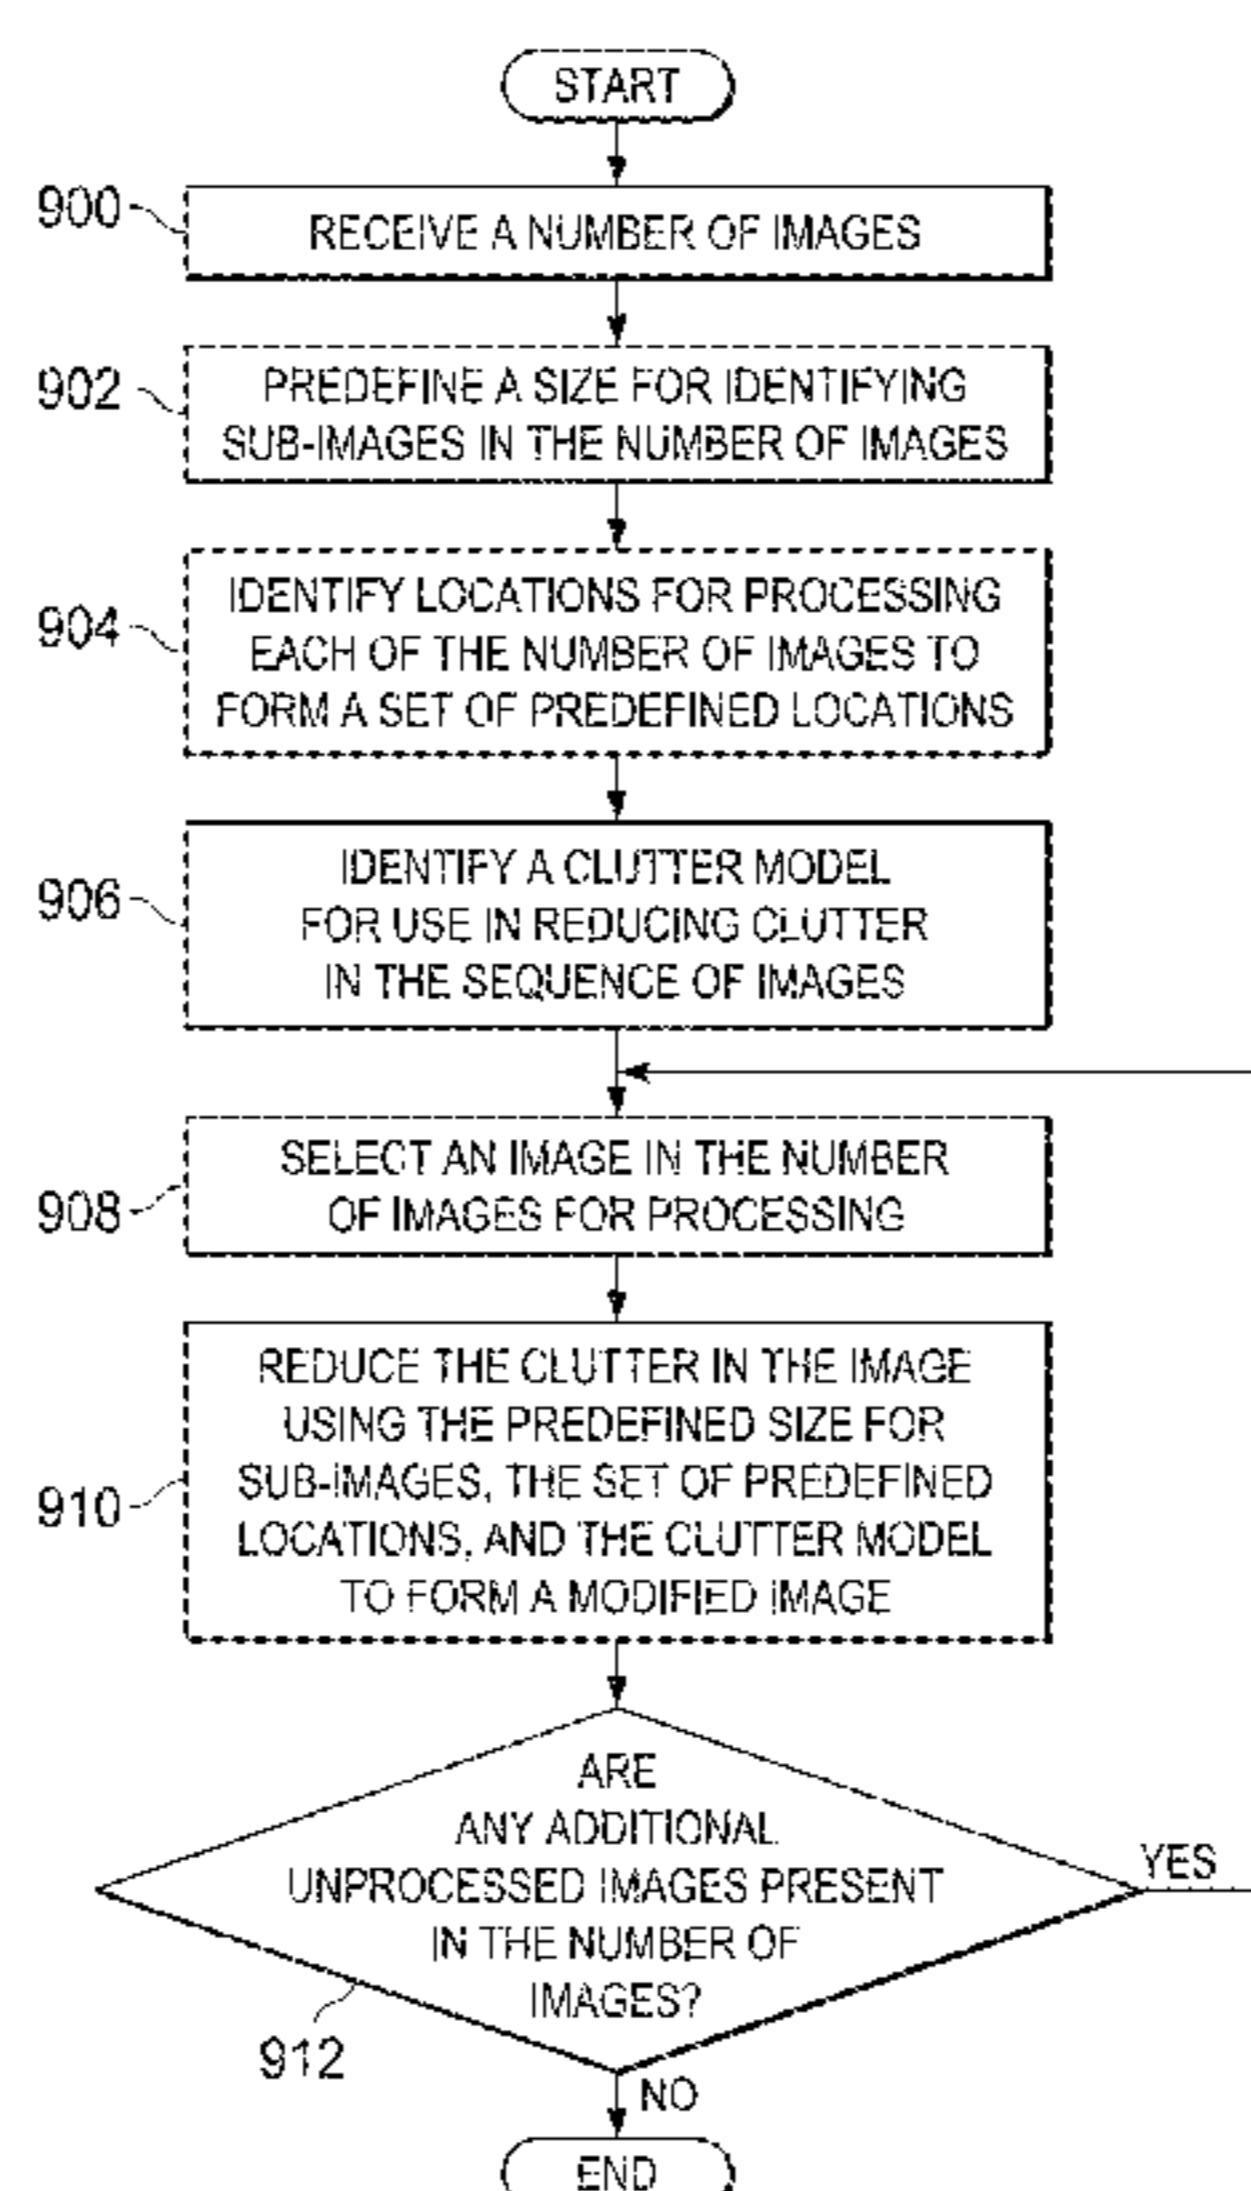 START
900
RECEIVE A NUMBER OF IMAGES
902
PREDEFINE A SIZE FOR IDENTIFYING
SUB-IMAGES IN THE NUMBER OF IMAGES
904
IDENTIFY LOCATIONS FOR PROCESSING
EACH OF THE NUMBER OF IMAGES TO
FORM A SET OF PREDEFINED LOCATIONS
906
IDENTIFY A CLUTTER MODEL
FOR USE IN REDUCING CLUTTER
IN THE SEQUENCE OF IMAGES
908
SELECT AN IMAGE IN THE NUMBER
OF IMAGES FOR PROCESSING
910
REDUCE THE CLUTTER IN THE IMAGE
USING THE PREDEFINED SIZE FOR
SUB-IMAGES, THE SET OF PREDEFINED
LOCATIONS, AND THE CLUTTER MODEL
TO FORM A MODIFIED IMAGE
ARE
ANY ADDITIONAL
UNPROCESSED IMAGES PRESENT
IN THE NUMBER OF
IMAGES?
YES
912
NO
END